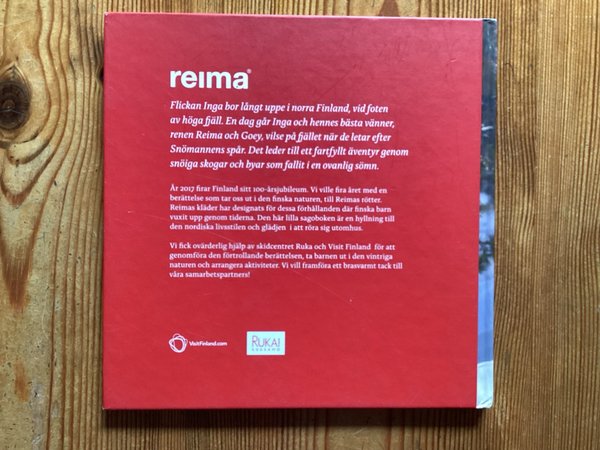 reima®
Flickan Inga bor långt uppe i norra Finland, vid foten
av höga fjäll. En dag går Inga och hennes bästa vänner,
renen Reima och Goey, vilse på fjället när de letar efter
Snömannens spår. Det leder till ett fartfyllt äventyr genom
snöiga skogar och byar som fallit i en ovanlig sömn.
År 2017 firar Finland sitt 100-årsjubileum. Vi ville fira året med en
berättelse som tar oss ut i den finska naturen, till Reimas rötter.
Reimas kläder har designats för dessa förhållanden där finska barn
vuxit upp genom tiderna. Den här lilla sagoboken är en hyllning till
den nordiska livsstilen och glädjen i att röra sig utomhus.
Vi fick ovärderlig hjälp av skidcentret Ruka och Visit Finland för att
genomföra den förtrollande berättelsen, ta barnen ut i den vintriga
naturen och arrangera aktiviteter. Vi vill framföra ett brasvarmt tack till
våra samarbetspartners!
VisitFinland.com
RUKA!
KUUSAMO